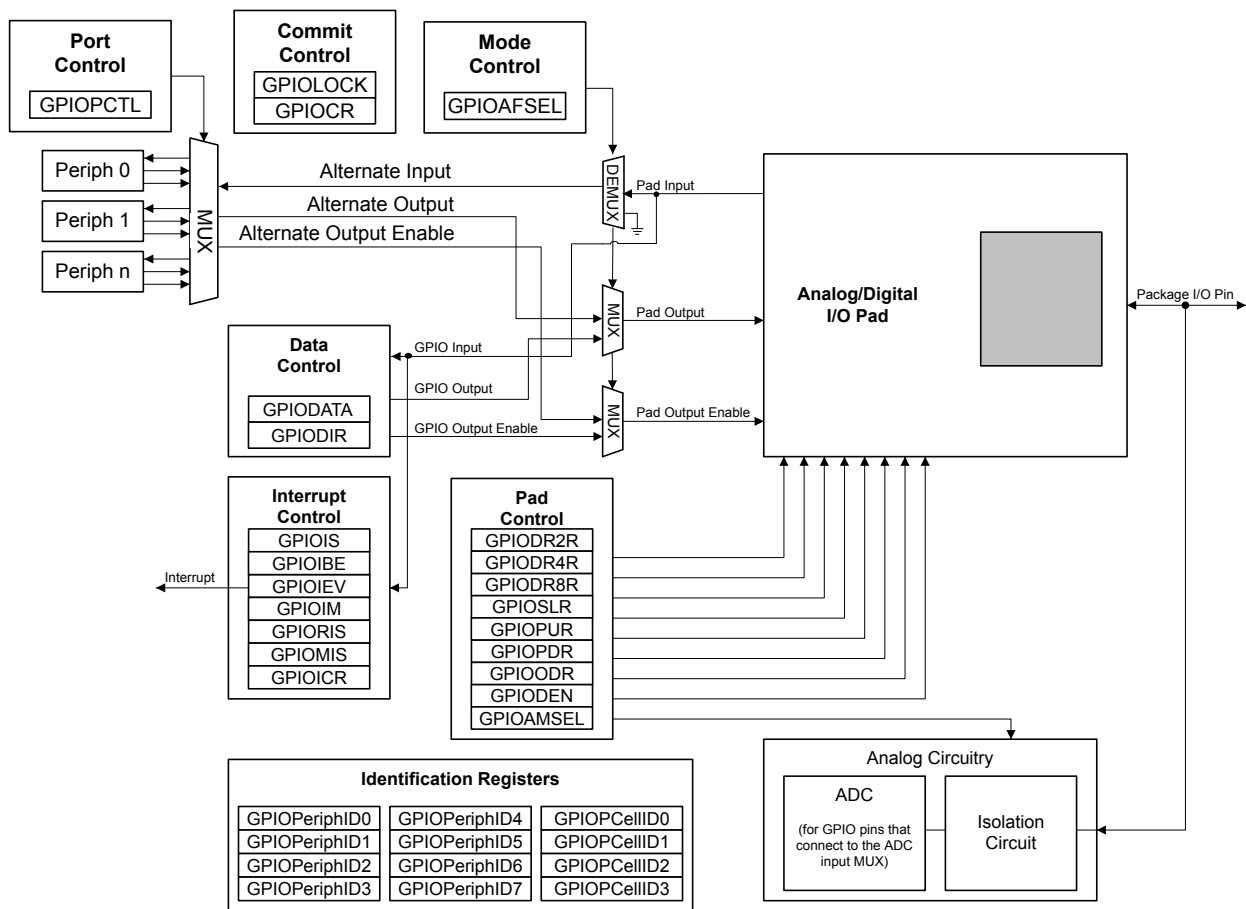 Port
Control
GPIOPCTL
Commit
Control
GPIOLOCK
GPIOCR
Mode
Control
GPIOAFSEL
Periph 0
Periph 1
Periph n
MUX
Alternate Input
Alternate Output
Alternate Output Enable
DEMUX
Pad Input
MUX
Pad Output
MUX
Pad Output Enable
Analog/Digital
I/O Pad
Package I/O Pin
Data
Control
GPIODATA
GPIODIR
GPIO Input
GPIO Output
GPIO Output Enable
Interrupt
Control
GPIOIS
GPIOIBE
GPIOIEV
GPIOIM
GPIORIS
GPIOMIS
GPIOICR
Interrupt
Pad
Control
GPIODR2R
GPIODR4R
GPIODR8R
GPIOSLR
GPIOPUR
GPIOPDR
GPIOODR
GPIODEN
GPIOAMSEL
Analog Circuitry
ADC
(for GPIO pins that
connect to the ADC
input MUX)
Isolation
Circuit
Identification Registers
GPIOPeriphID0
GPIOPeriphID1
GPIOPeriphID2
GPIOPeriphID3
GPIOPeriphID4
GPIOPeriphID5
GPIOPeriphID6
GPIOPeriphID7
GPIOPCellID0
GPIOPCellID1
GPIOPCellID2
GPIOPCellID3